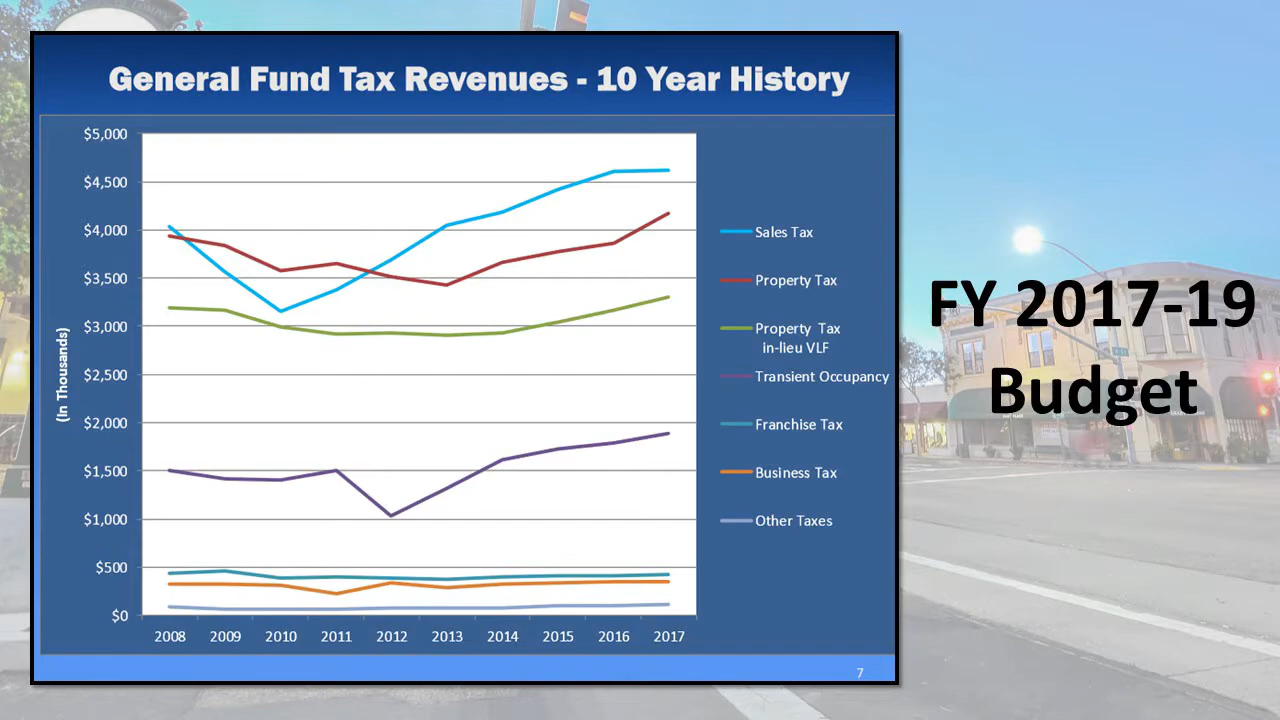 General Fund Tax Revenues - 10 Year History
$5,000
$4,500
$4,000
$3,500
$3,000
$2,500
$2,000
$1,500
$1,000
$500
$0
(In Thousands)
2008 2009 2010 2011 2012 2013 2014 2015 2016 2017
Sales Tax
Property Tax
Property Tax
in-lieu VLF
Transient Occupancy
Franchise Tax
Business Tax
Other Taxes
7
FY 2017-19
Budget